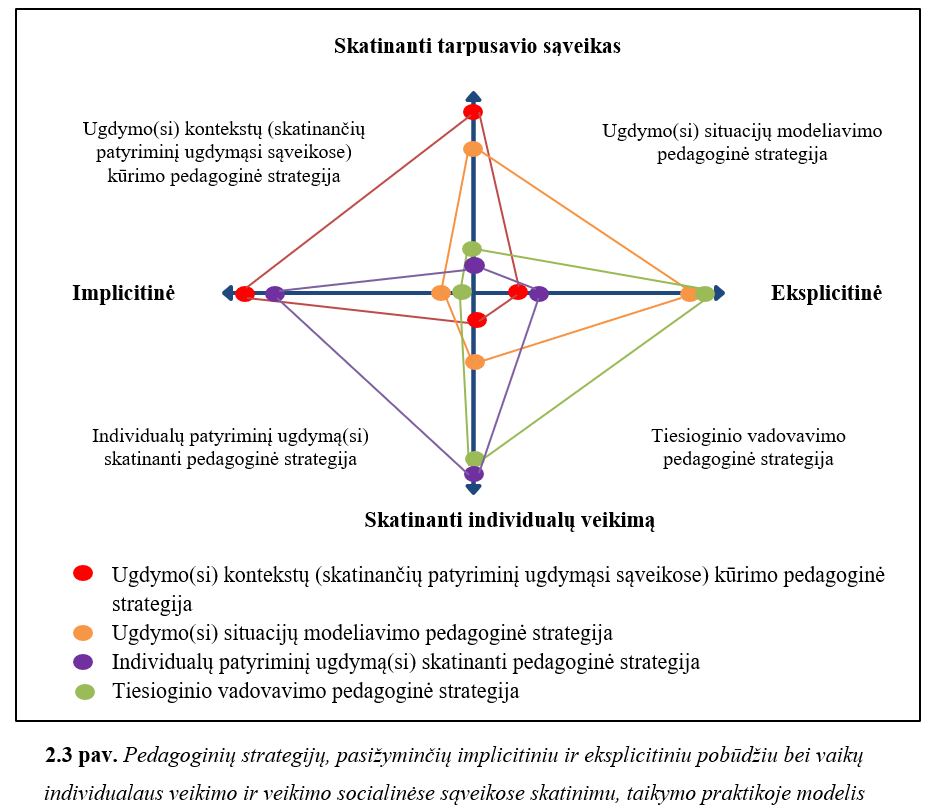 Skatinanti tarpusavio sąveikas
Ugdymo(si) kontekstų (skatinančių
patyriminį ugdymąsi sąveikose)
kūrimo pedagoginė strategija
Ugdymo(si) situacijų modeliavimo
pedagoginė strategija
Implicitinė
Eksplicitinė
Individualų patyriminį ugdymą(si)
skatinanti pedagoginė strategija
Tiesioginio vadovavimo
pedagoginė strategija
Skatinanti individualų veikimą
Ugdymo(si) kontekstų (skatinančių patyriminį ugdymąsi sąveikose) kūrimo pedagoginė
strategija
Ugdymo(si) situacijų modeliavimo pedagoginė strategija
Individualų patyriminį ugdymą(si) skatinanti pedagoginė strategija
Tiesioginio vadovavimo pedagoginė strategija
2.3 pav. Pedagoginių strategijų, pasižyminčių implicitiniu ir eksplicitiniu pobūdžiu bei vaikų
individualaus veikimo ir veikimo socialinėse sąveikose skatinimu, taikymo praktikoje modelis